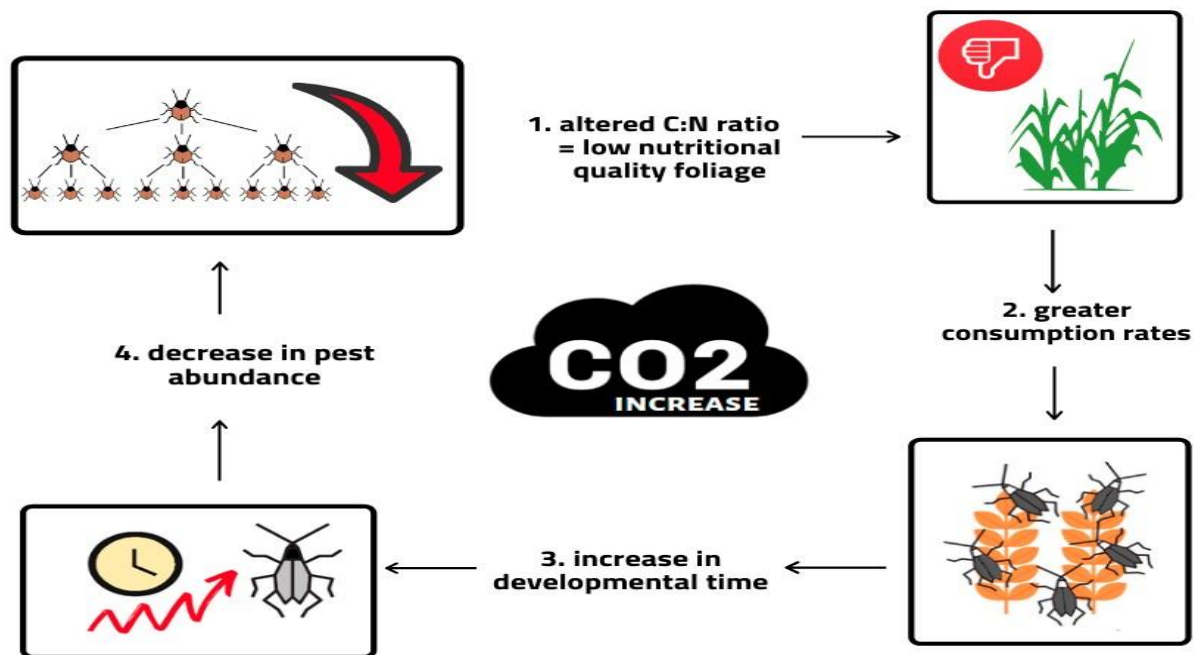 1. altered C:N ratio
= low nutritional
quality foliage
2. greater
consumption rates
CO2
INCREASE
4. decrease in pest
abundance
3. increase in
developmental time